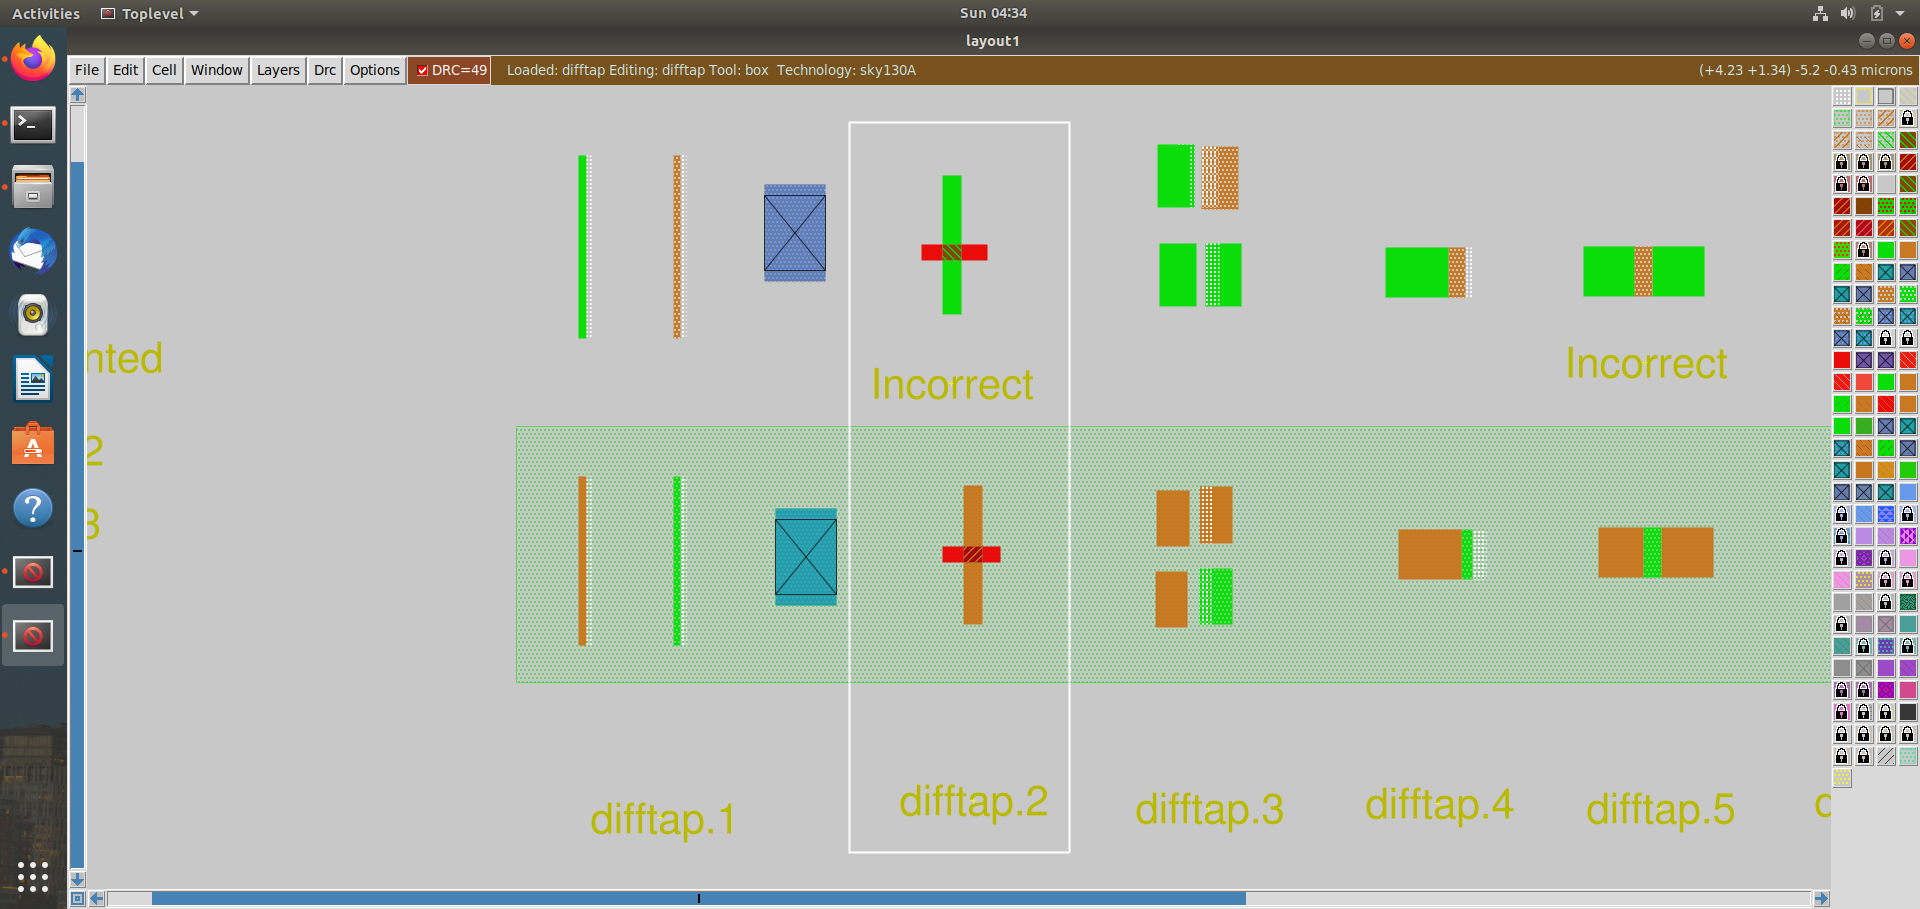 Activities Toplevel Sun 04:34
layout1
File Edit Cell Window Layers Drc Options DRC=49 Loaded: difftap Editing: difftap Tool: box Technology: sky130A (+4.23 +1.34) -5.2 -0.43 microns
nted
Incorrect
Incorrect
2
3
difftap.1
difftap.2
difftap.3
difftap.4
difftap.5